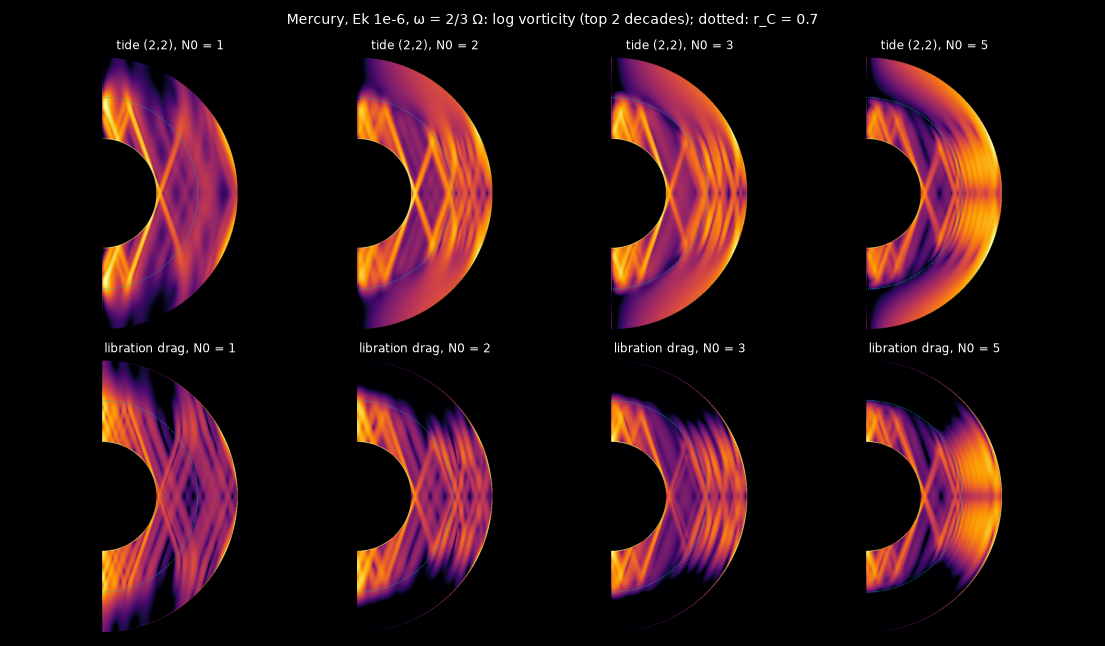 Mercury, Ek 1e-6, ω = 2/3 Ω: log vorticity (top 2 decades); dotted: r_C = 0.7
tide (2,2), N0 = 1
tide (2,2), N0 = 2
tide (2,2), N0 = 3
tide (2,2), N0 = 5
libration drag, N0 = 1
libration drag, N0 = 2
libration drag, N0 = 3
libration drag, N0 = 5